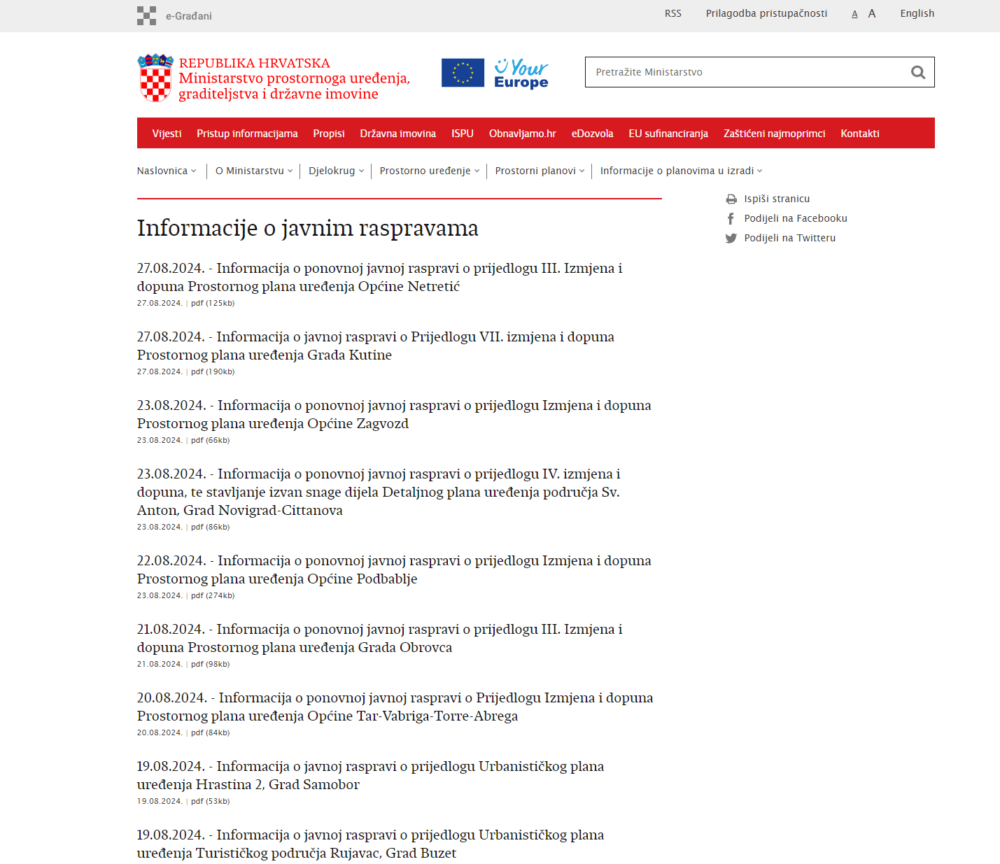 e-Građani
RSS
Prilagodba pristupačnosti
A
A
English
REPUBLIKA HRVATSKA
Ministarstvo prostornoga uređenja,
graditeljstva i državne imovine
Your
Europe
Pretražite Ministarstvo
Vijesti
Pristup informacijama
Propisi
Državna imovina
ISPU
Obnavljamo.hr
eDozvola
EU sufinanciranja
Zaštićeni najmoprimci
Kontakti
Naslovnica
O Ministarstvu
Djelokrug
Prostorno uređenje
Prostorni planovi
Informacije o planovima u izradi
Ispiši stranicu
Podijeli na Facebooku
Podijeli na Twitteru
Informacije o javnim raspravama
27.08.2024. - Informacija o ponovnoj javnoj raspravi o prijedlogu III. Izmjena i
dopuna Prostornog plana uređenja Općine Netretić
27.08.2024. | pdf (125kb)
27.08.2024. - Informacija o javnoj raspravi o Prijedlogu VII. izmjena i dopuna
Prostornog plana uređenja Grada Kutine
27.08.2024. | pdf (190kb)
23.08.2024. - Informacija o ponovnoj javnoj raspravi o prijedlogu Izmjena i dopuna
Prostornog plana uređenja Općine Zagvozd
23.08.2024. | pdf (66kb)
23.08.2024. - Informacija o ponovnoj javnoj raspravi o prijedlogu IV. izmjena i
dopuna, te stavljanje izvan snage dijela Detaljnog plana uređenja područja Sv.
Anton, Grad Novigrad-Cittanova
23.08.2024. | pdf (86kb)
22.08.2024. - Informacija o ponovnoj javnoj raspravi o prijedlogu Izmjena i dopuna
Prostornog plana uređenja Općine Podbablje
23.08.2024. | pdf (274kb)
21.08.2024. - Informacija o ponovnoj javnoj raspravi o prijedlogu III. Izmjena i
dopuna Prostornog plana uređenja Grada Obrovca
21.08.2024. | pdf (98kb)
20.08.2024. - Informacija o ponovnoj javnoj raspravi o Prijedlogu Izmjena i dopuna
Prostornog plana uređenja Općine Tar-Vabriga-Torre-Abrega
20.08.2024. | pdf (84kb)
19.08.2024. - Informacija o javnoj raspravi o prijedlogu Urbanističkog plana
uređenja Hrastina 2, Grad Samobor
19.08.2024. | pdf (53kb)
19.08.2024. - Informacija o javnoj raspravi o prijedlogu Urbanističkog plana
uređenja Turističkog područja Rujavac, Grad Buzet